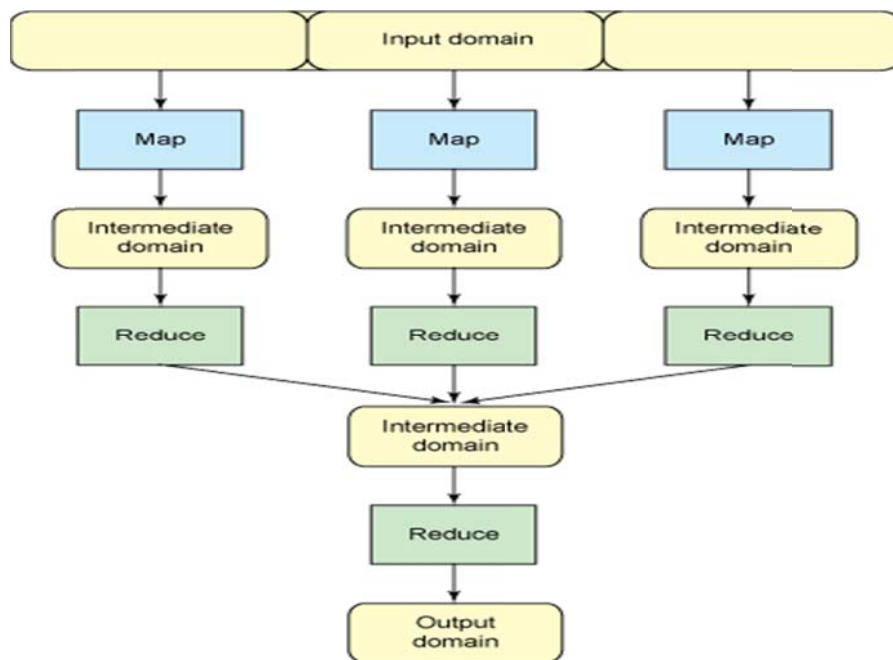 Input domain
Map
Map
Map
Intermediate
domain
Intermediate
domain
Intermediate
domain
Reduce
Reduce
Reduce
Intermediate
domain
Reduce
Output
domain